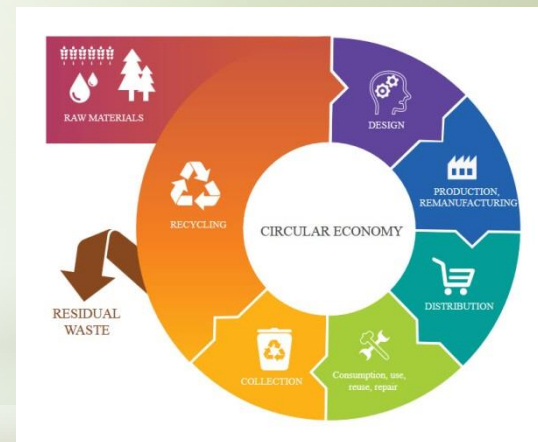 RAW MATERIALS
DESIGN
PRODUCTION,
REMANUFACTURING
RECYCLING
CIRCULAR ECONOMY
DISTRIBUTION
RESIDUAL
WASTE
COLLECTION
Consumption, use,
reuse, repair